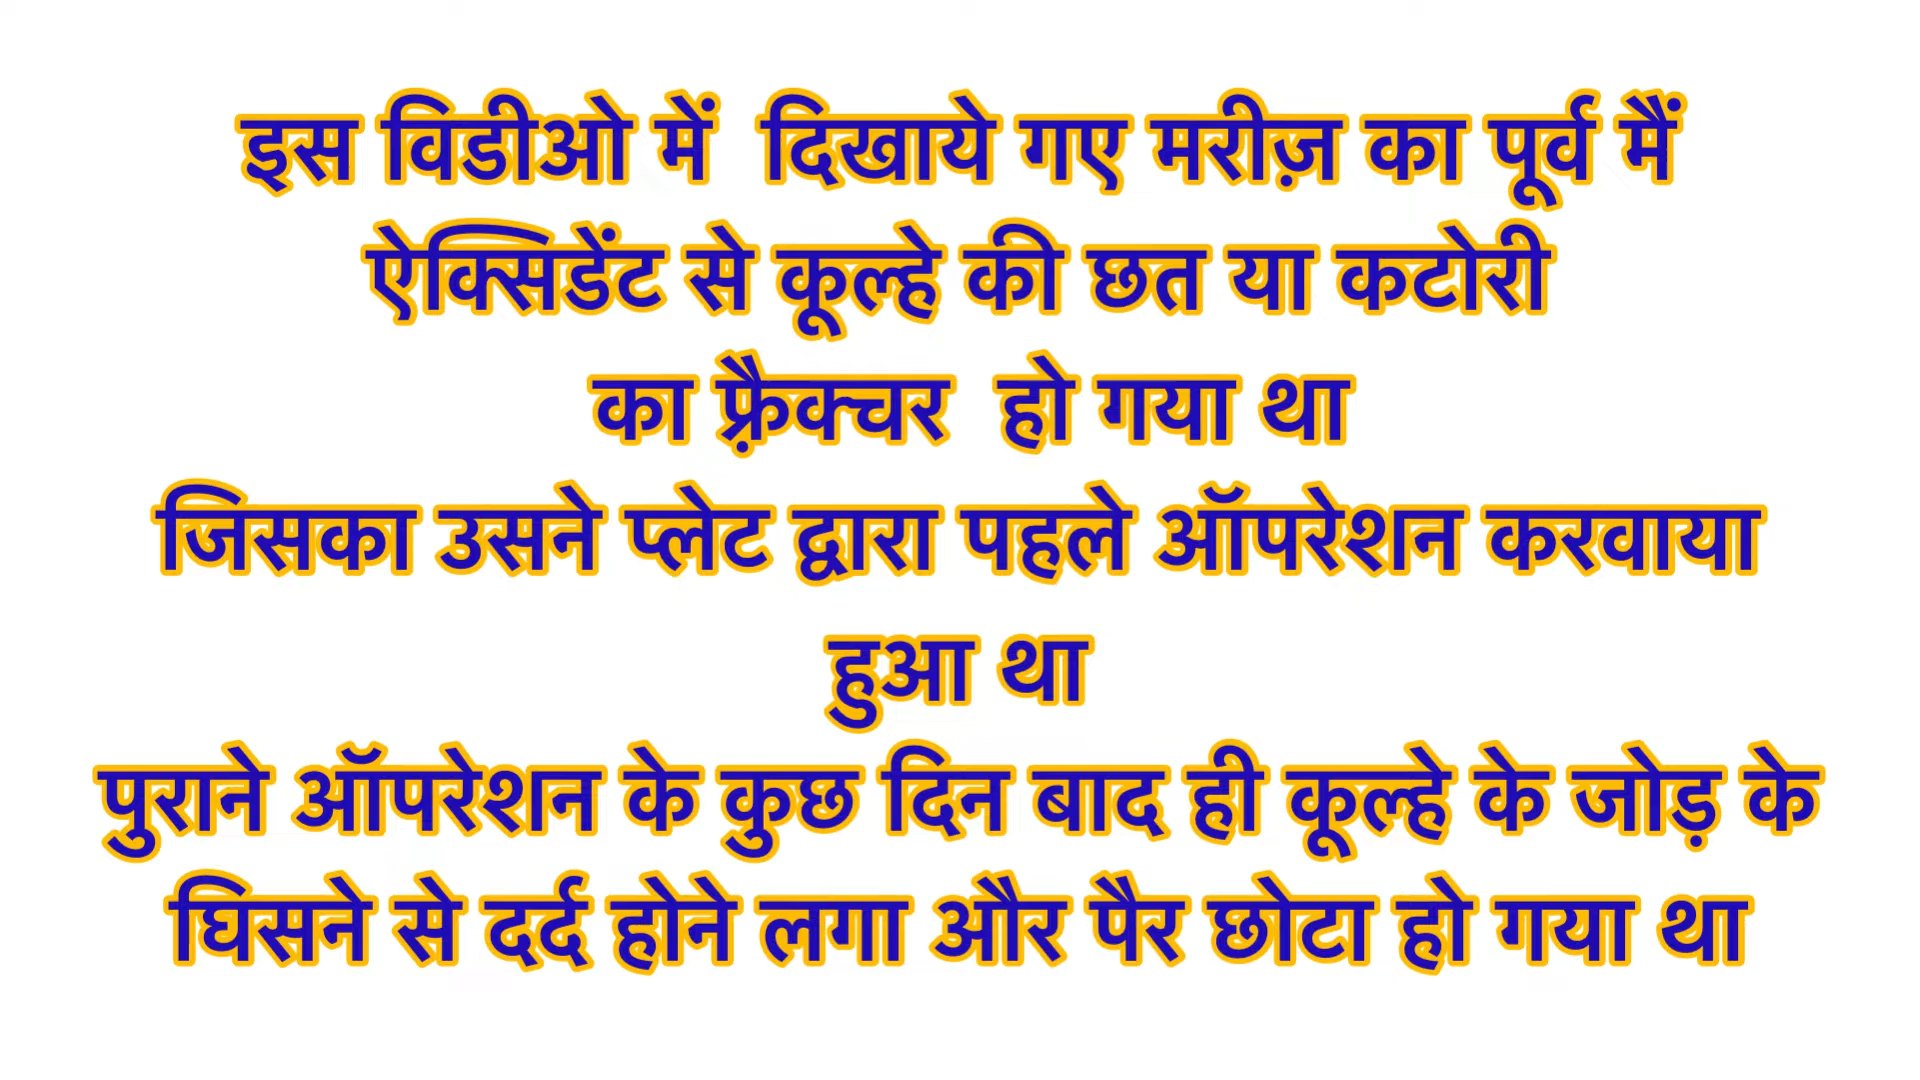 इस विडीओ में दिखाये गए मरीज़ का पूर्व मैं
ऐक्सिडेंट से कूल्हे की छत या कटोरी
का फ़्रैक्चर हो गया था
जिसका उसने प्लेट द्वारा पहले ऑपरेशन करवाया
हुआ था
पुराने ऑपरेशन के कुछ दिन बाद ही कूल्हे के जोड़ के
घिसने से दर्द होने लगा और पैर छोटा हो गया था